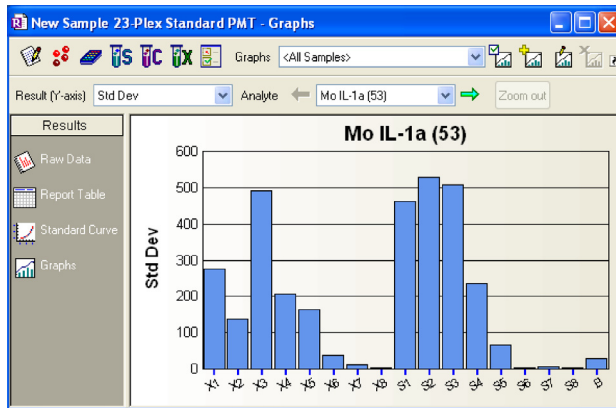 New Sample 23-Plex Standard PMT - Graphs
S C X Graphs <All Samples>
Result (Y-axis) Std Dev Analyte Mo IL-1a (53) Zoom out
Results
Raw Data
Report Table
Standard Curve
Graphs
Mo IL-1a (53)
Std Dev
600
500
400
300
200
100
0
X1 X2 X3 X4 X5 X6 X7 X8 S1 S2 S3 S4 S5 S6 S7 S8 B